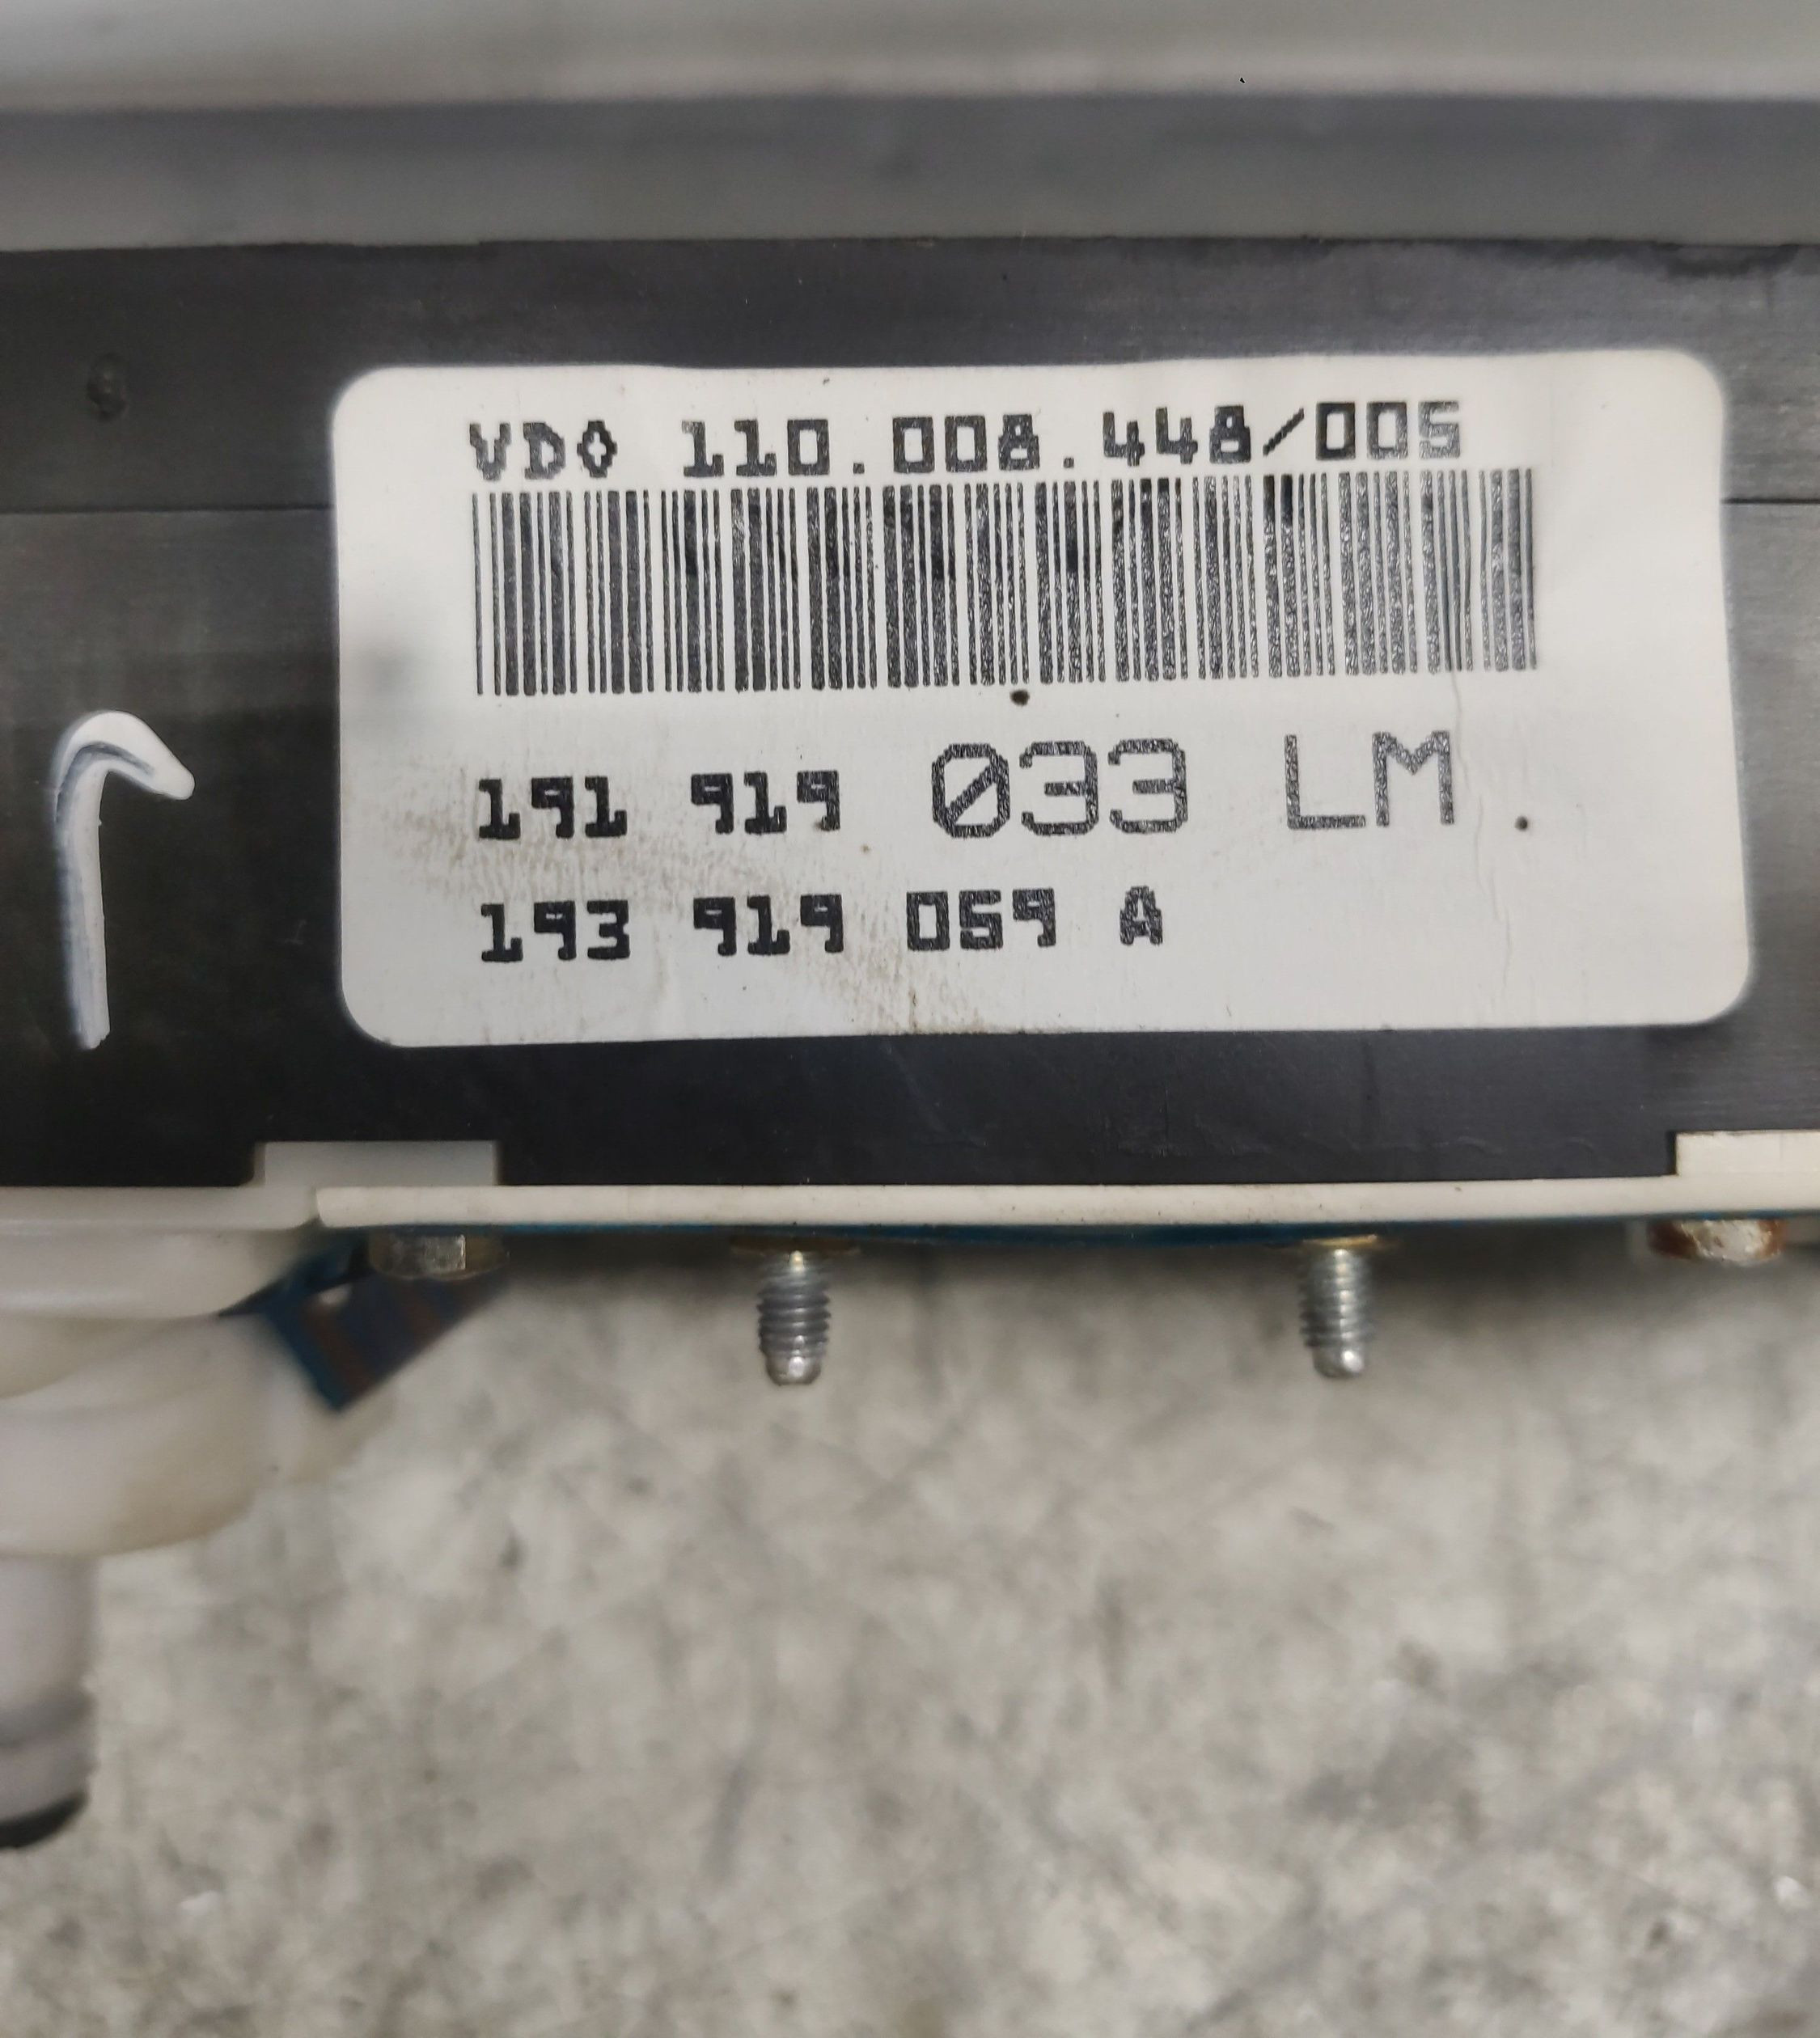 VDO 110.008.448/005
191 919 033 LM
193 919 059 A